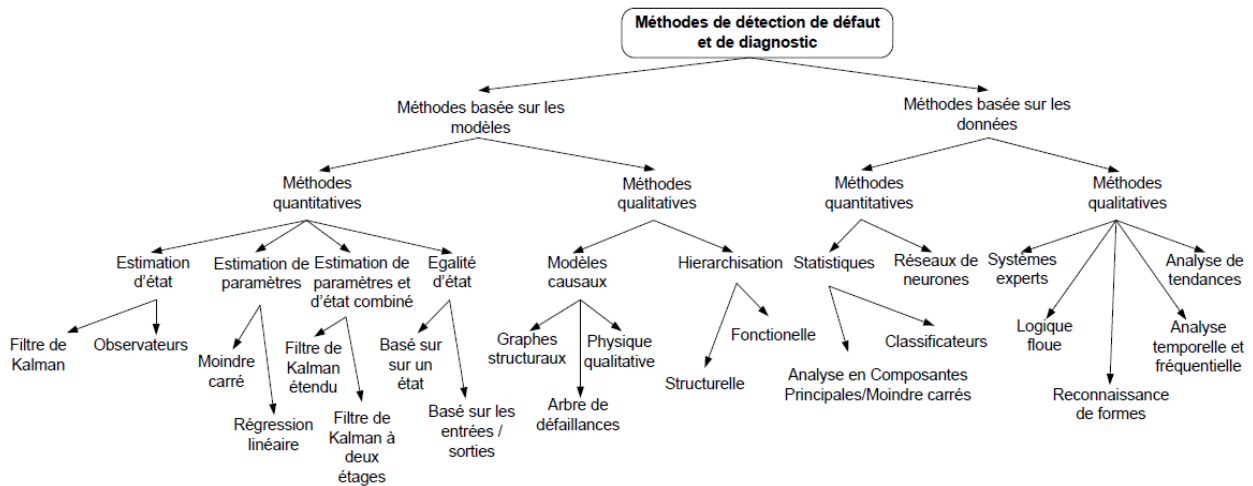 Méthodes de détection de défaut
et de diagnostic
Méthodes basée sur les
modèles
Méthodes basée sur les
données
Méthodes
quantitatives
Méthodes
qualitatives
Méthodes
quantitatives
Méthodes
qualitatives
Estimation
d'état
Estimation de
paramètres
Estimation de
paramètres et
d'état combiné
Egalité
d'état
Modèles
causaux
Hierarchisation
Statistiques
Réseaux de
neurones
Systèmes
experts
Analyse de
tendances
Filtre de
Kalman
Observateurs
Moindre
carré
Régression
linéaire
Filtre de
Kalman
étendu
Filtre de
Kalman à
deux
étages
Basé sur
sur un
état
Basé sur les
entrées /
sorties
Graphes
structuraux
Arbre de
défaillances
Physique
qualitative
Structurelle
Fonctionelle
Analyse en Composantes
Principales/Moindre carrés
Classificateurs
Logique
floue
Reconnaissance
de formes
Analyse
temporelle et
fréquentielle